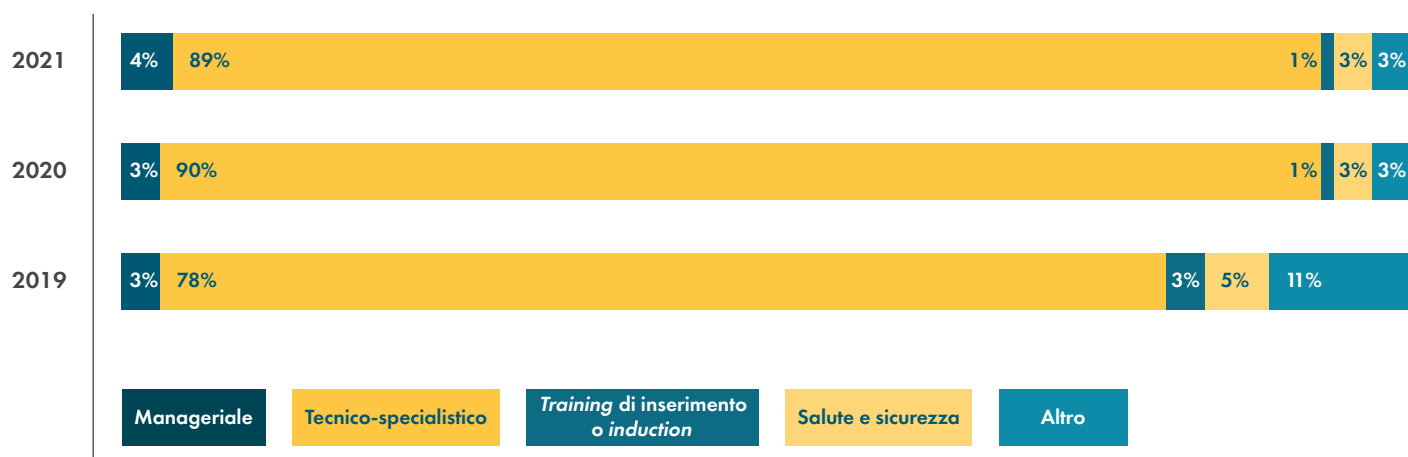 2021 4% 89% 1% 3% 3%
2020 3% 90% 1% 3% 3%
2019 3% 78% 3% 5% 11%
Manageriale
Tecnico-specialistico
Training di inserimento
o induction
Salute e sicurezza
Altro